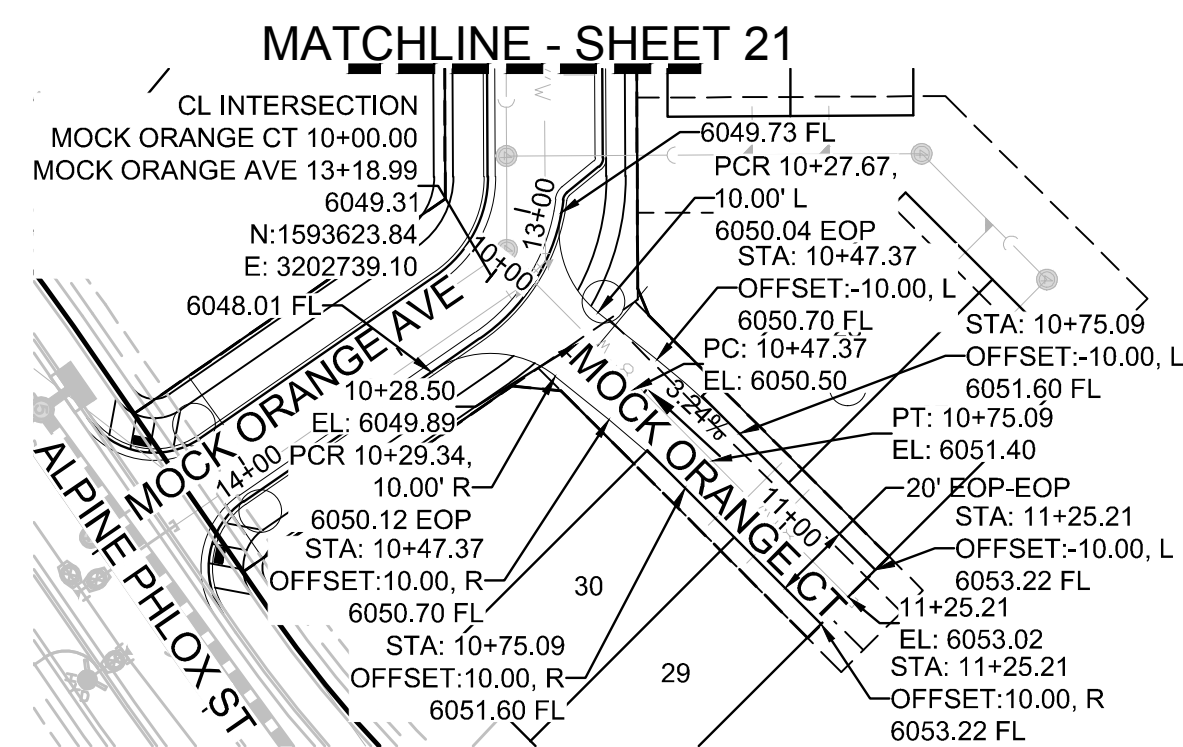 MATCHLINE - SHEET 21
CL INTERSECTION
MOCK ORANGE CT 10+00.00
MOCK ORANGE AVE 13+18.99
6049.31
N:1593623.84
E: 3202739.10
6048.01 FL
6049.73 FL
PCR 10+27.67,
10.00' L
6050.04 EOP
STA: 10+47.37
OFFSET:-10.00, L
6050.70 FL
PC: 10+47.37
EL: 6050.50
STA: 10+75.09
OFFSET:-10.00, L
6051.60 FL
PT: 10+75.09
EL: 6051.40
20' EOP-EOP
STA: 11+25.21
OFFSET:-10.00, L
6053.22 FL
11+25.21
EL: 6053.02
STA: 11+25.21
OFFSET:10.00, R
6053.22 FL
10+28.50
EL: 6049.89
PCR 10+29.34,
10.00' R
6050.12 EOP
STA: 10+47.37
OFFSET:10.00, R
6050.70 FL
STA: 10+75.09
OFFSET:10.00, R
6051.60 FL
13+00
10+00
MOCK ORANGE AVE
14+00
ALPINE PHLOX ST
3.24%
MOCK ORANGE CT
11+00
30
29
W
W